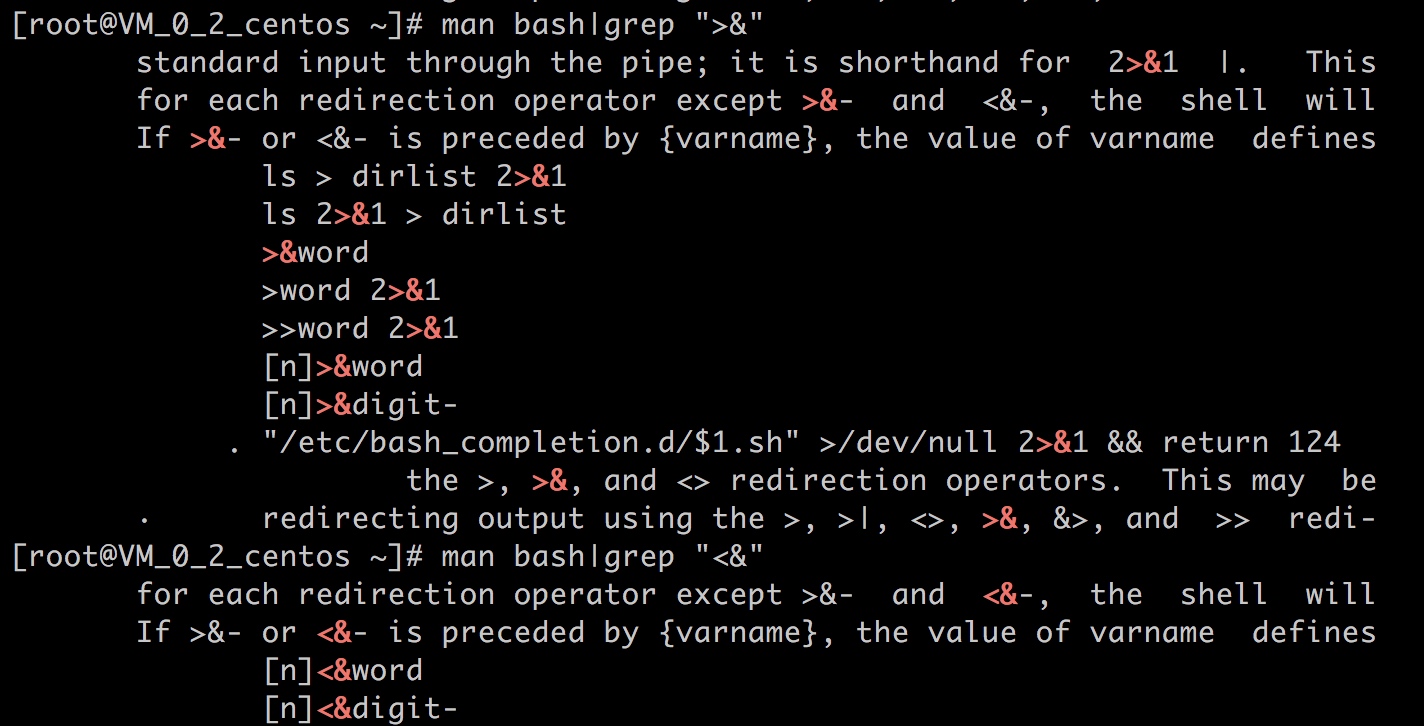 [root@VM_0_2_centos ~]# man bash|grep ">&"
       standard input through the pipe; it is shorthand for  2>&1  |.   This
       for each redirection operator except >&-  and  <&-,  the  shell  will
       If >&- or <&- is preceded by {varname}, the value of varname  defines
              ls > dirlist 2>&1
              ls 2>&1 > dirlist
              >&word
              >word 2>&1
              >>word 2>&1
              [n]>&word
              [n]>&digit-
            . "/etc/bash_completion.d/$1.sh" >/dev/null 2>&1 && return 124
                      the >, >&, and <> redirection operators.  This may  be
       ·      redirecting output using the >, >|, <>, >&, &>, and  >>  redi-
[root@VM_0_2_centos ~]# man bash|grep "<&"
       for each redirection operator except >&-  and  <&-,  the  shell  will
       If >&- or <&- is preceded by {varname}, the value of varname  defines
              [n]<&word
              [n]<&digit-